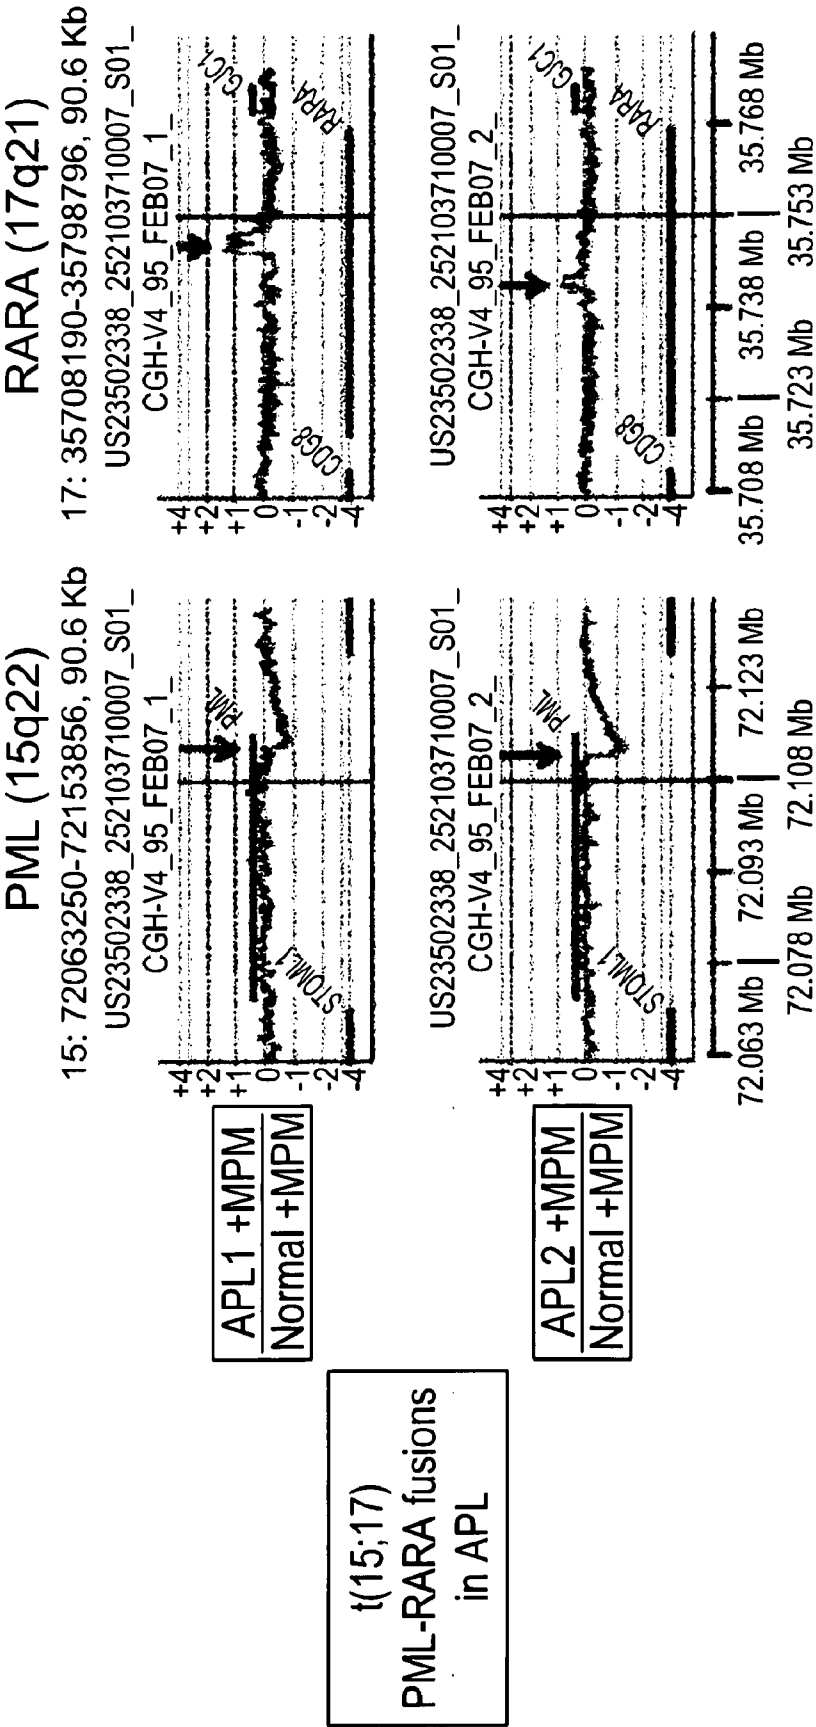 t(15;17)
PML-RARA fusions
in APL
APL1 +MPM
Normal +MPM
APL2 +MPM
Normal +MPM
PML (15q22)
15: 72063250-72153856, 90.6 Kb
US23502338_252103710007_S01_
CGH-V4_95_FEB07_1_
+4
+2
+1
0
-1
-2
-4
STOML1
PML
US23502338_252103710007_S01_
CGH-V4_95_FEB07_2_
+4
+2
+1
0
-1
-2
-4
STOML1
PML
72.063 Mb
72.093 Mb
72.123 Mb
72.078 Mb
72.108 Mb
RARA (17q21)
17: 35708190-35798796, 90.6 Kb
US23502338_252103710007_S01_
CGH-V4_95_FEB07_1_
+4
+2
+1
0
-1
-2
-4
CDG8
RARA
GJC1
US23502338_252103710007_S01_
CGH-V4_95_FEB07_2_
+4
+2
+1
0
-1
-2
-4
CDG8
RARA
GJC1
35.708 Mb
35.738 Mb
35.768 Mb
35.723 Mb
35.753 Mb